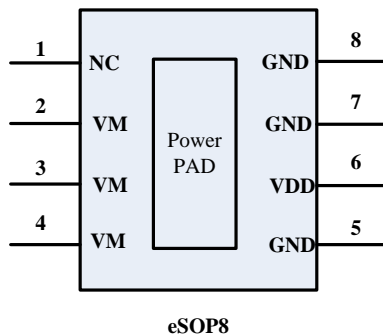 1 NC GND 8
2 VM GND 7
Power
PAD
3 VM VDD 6
4 VM GND 5
eSOP8